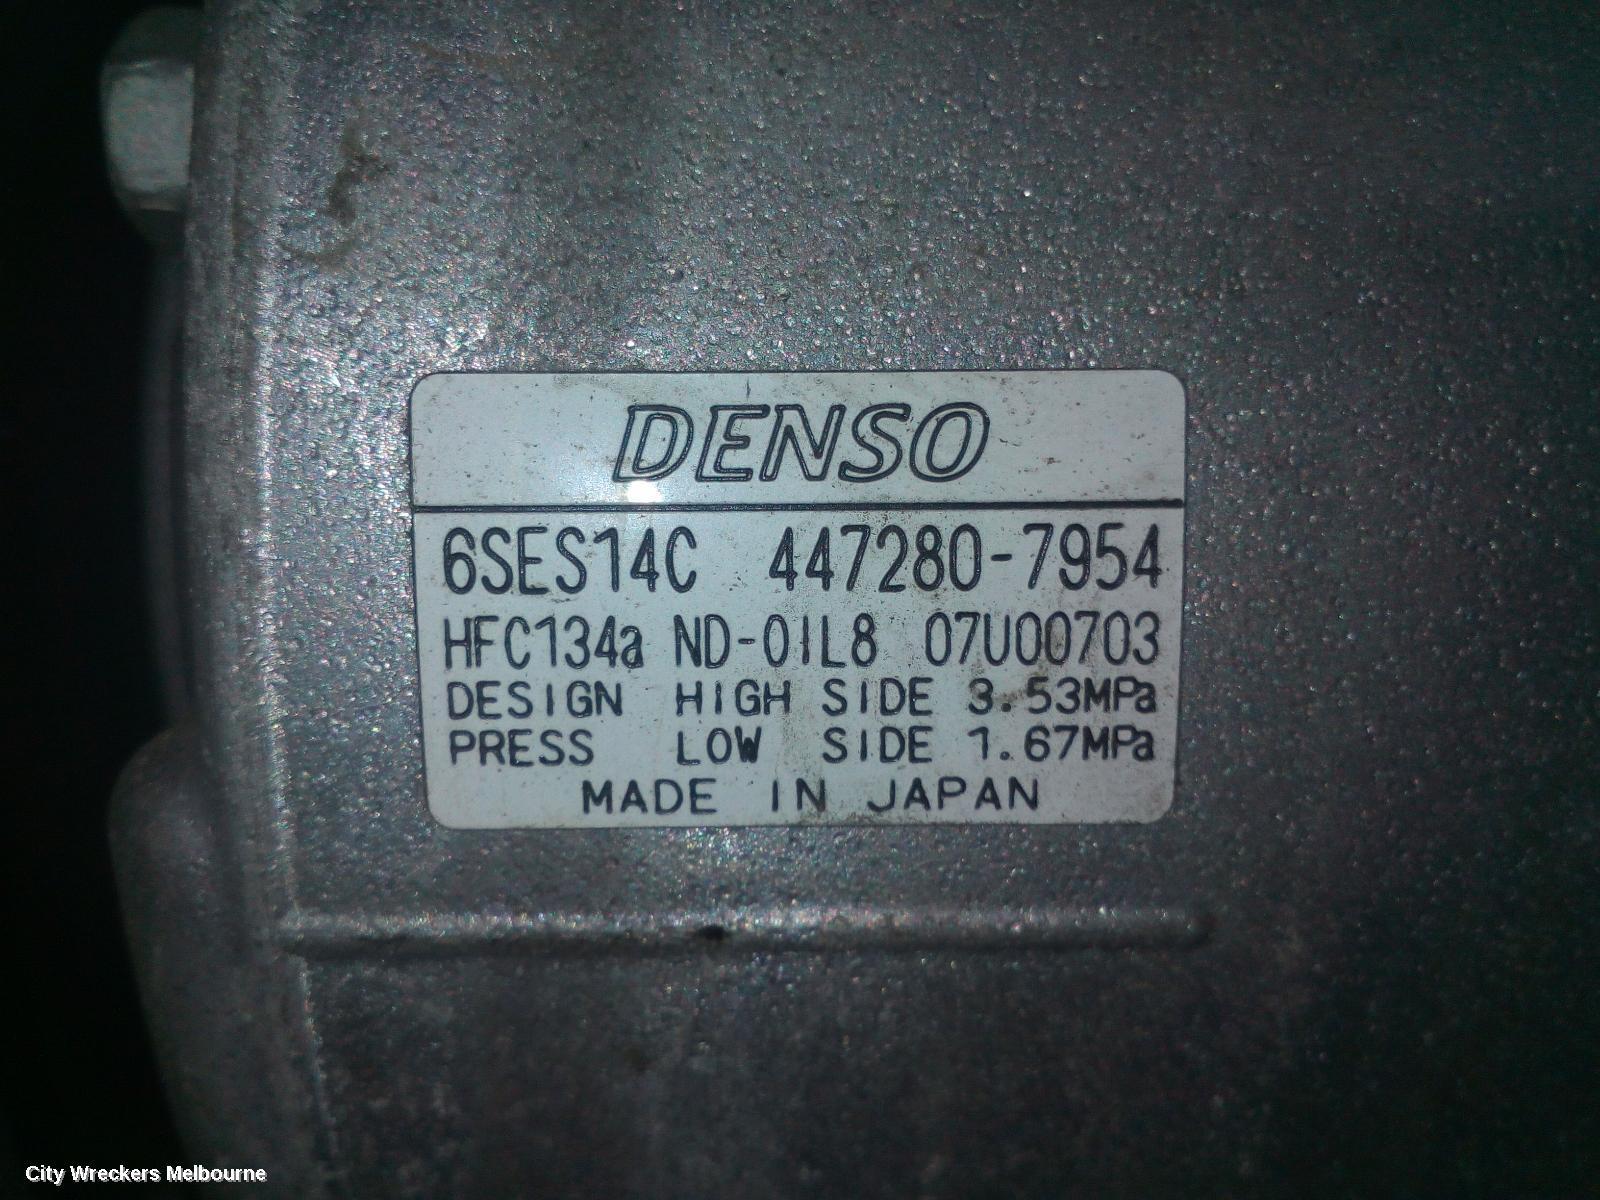 DENSO
6SES14C 447280-7954
HFC134a ND-OIL8 07U00703
DESIGN HIGH SIDE 3.53MPa
PRESS LOW SIDE 1.67MPa
MADE IN JAPAN
City Wreckers Melbourne